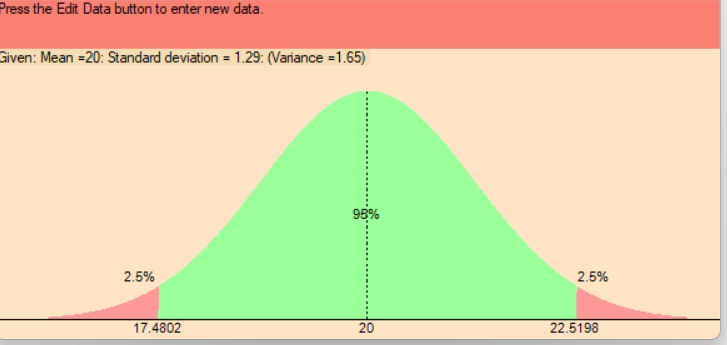 Press the Edit Data button to enter new data.
Given: Mean =20: Standard deviation = 1.29: (Variance =1.65)
95%
2.5% 2.5%
17.4802 20 22.5198